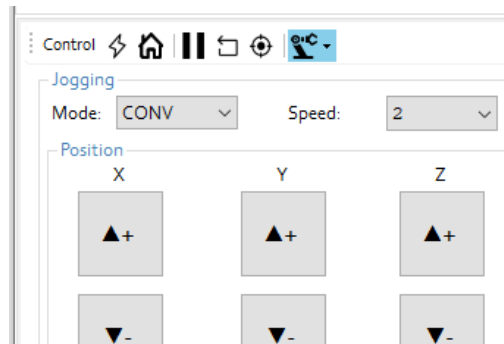 Control
Jogging
Mode: CONV Speed: 2
Position
X Y Z
▲+ ▲+ ▲+
▼- ▼- ▼-